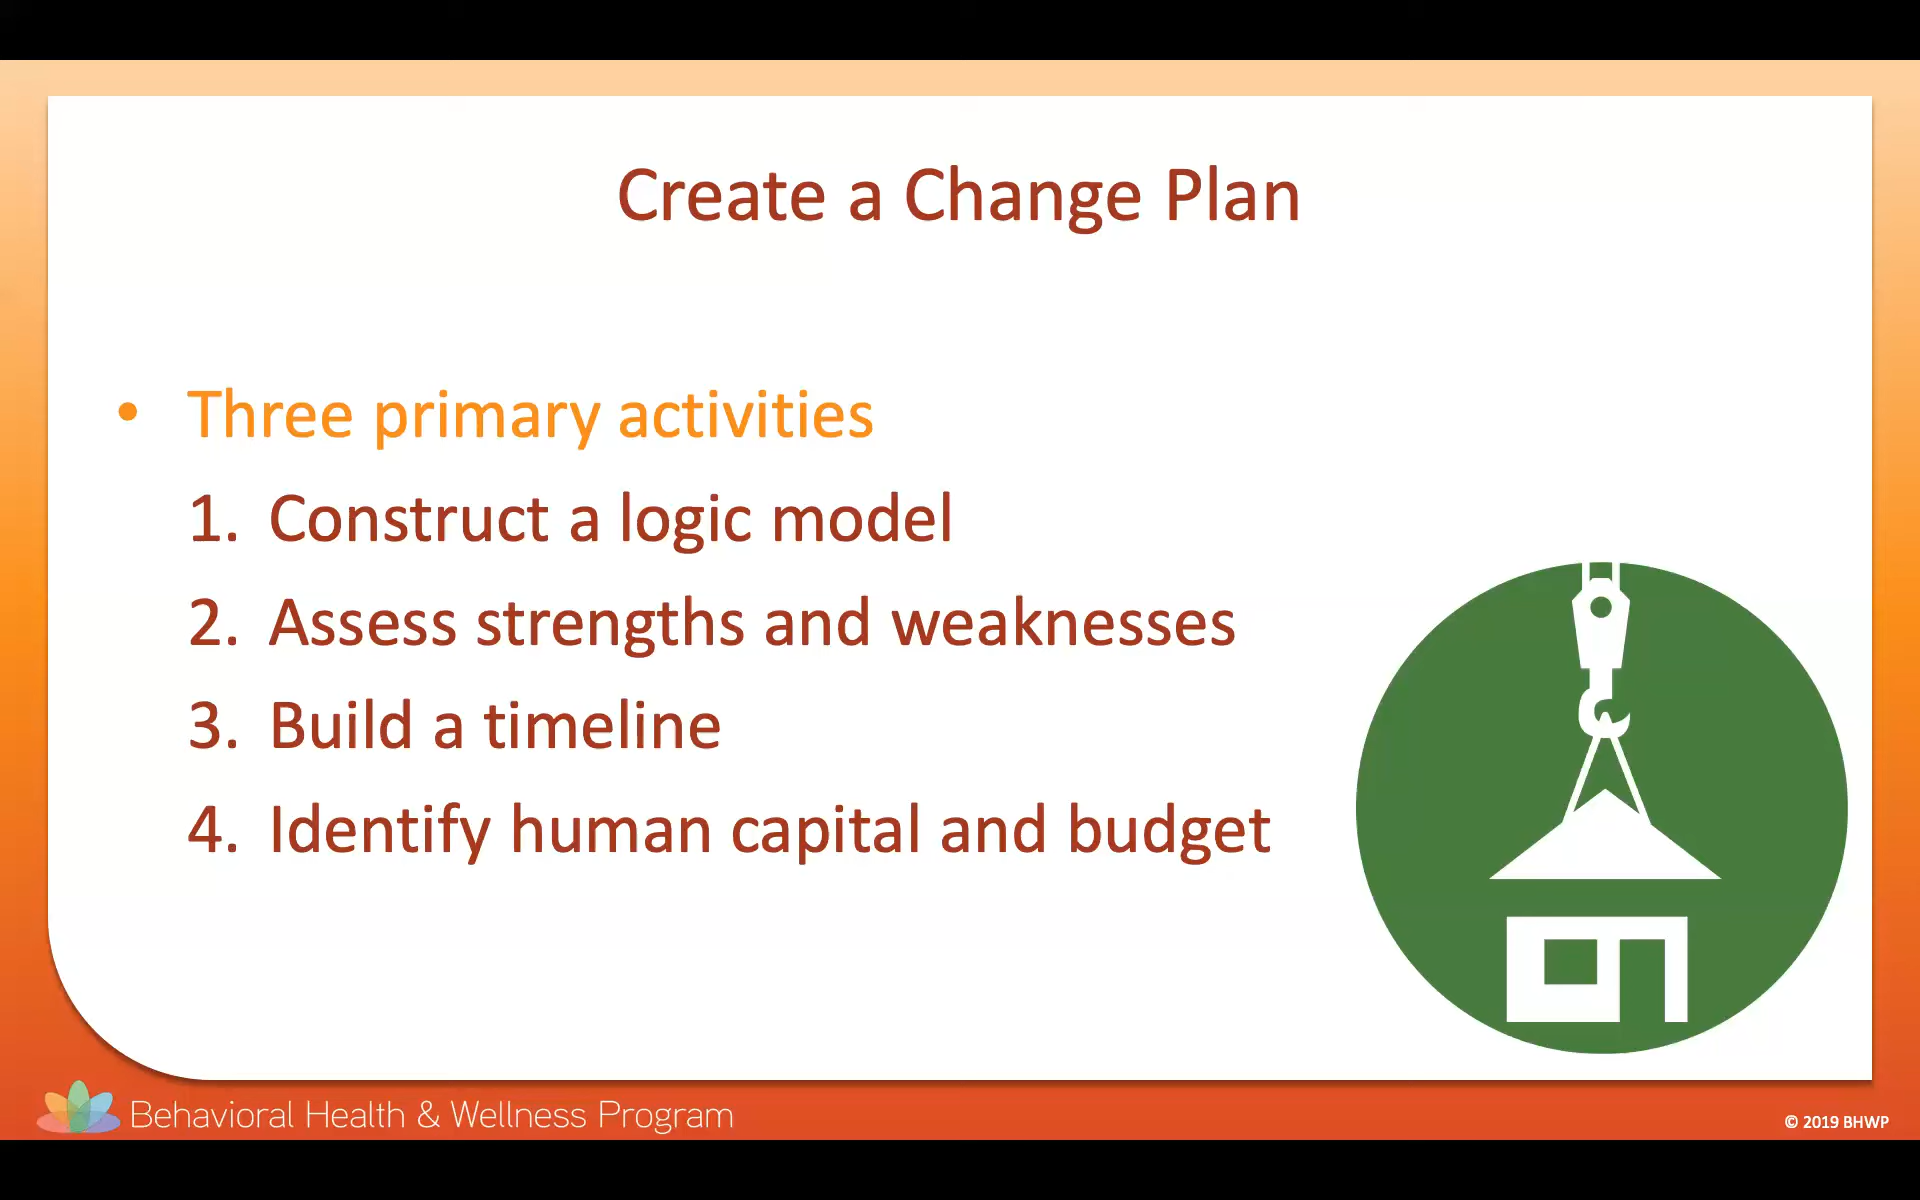 Create a Change Plan
• Three primary activities
1. Construct a logic model
2. Assess strengths and weaknesses
3. Build a timeline
4. Identify human capital and budget
Behavioral Health & Wellness Program
© 2019 BHWP